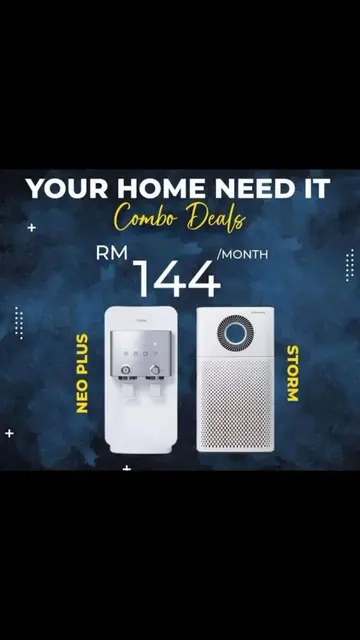 YOUR HOME NEED IT
Combo Deals
RM 144 /MONTH
NEO PLUS
STORM